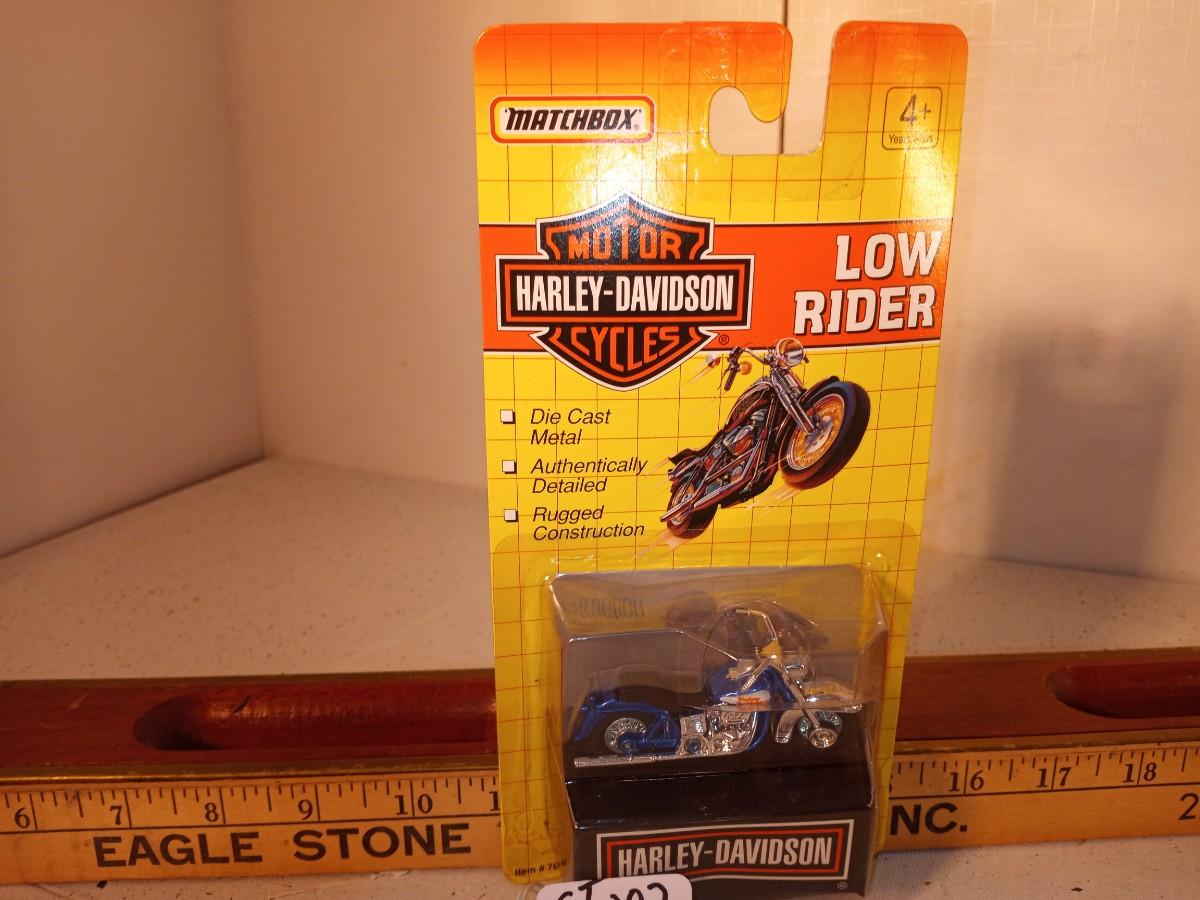 MATCHBOX®
4+
MOTOR
HARLEY-DAVIDSON
CYCLES ®
LOW
RIDER
Die Cast
Metal
Authentically
Detailed
Rugged
Construction
6 7 8 9 10 16 17 18
EAGLE STONE INC.
Item #
HARLEY-DAVIDSON ®